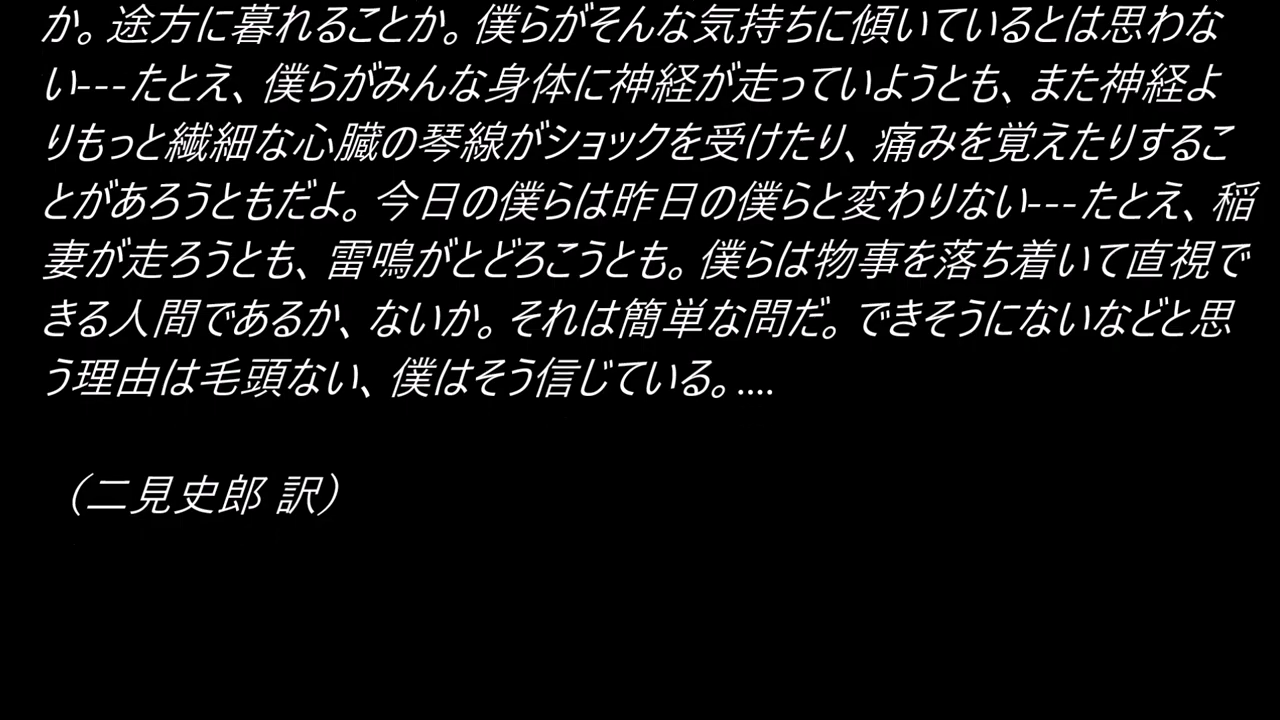 か。途方に暮れることか。僕らがそんな気持ちに傾いているとは思わな
い---たとえ、僕らがみんな身体に神経が走っていようとも、また神経よ
りもっと繊細な心臓の琴線がショックを受けたり、痛みを覚えたりするこ
とがあろうともだよ。今日の僕らは昨日の僕らと変わりない---たとえ、稲
妻が走ろうとも、雷鳴がとどろこうとも。僕らは物事を落ち着いて直視で
きる人間であるか、ないか。それは簡単な問だ。できそうにないなどと思
う理由は毛頭ない、僕はそう信じている。....
（二見史郎 訳）